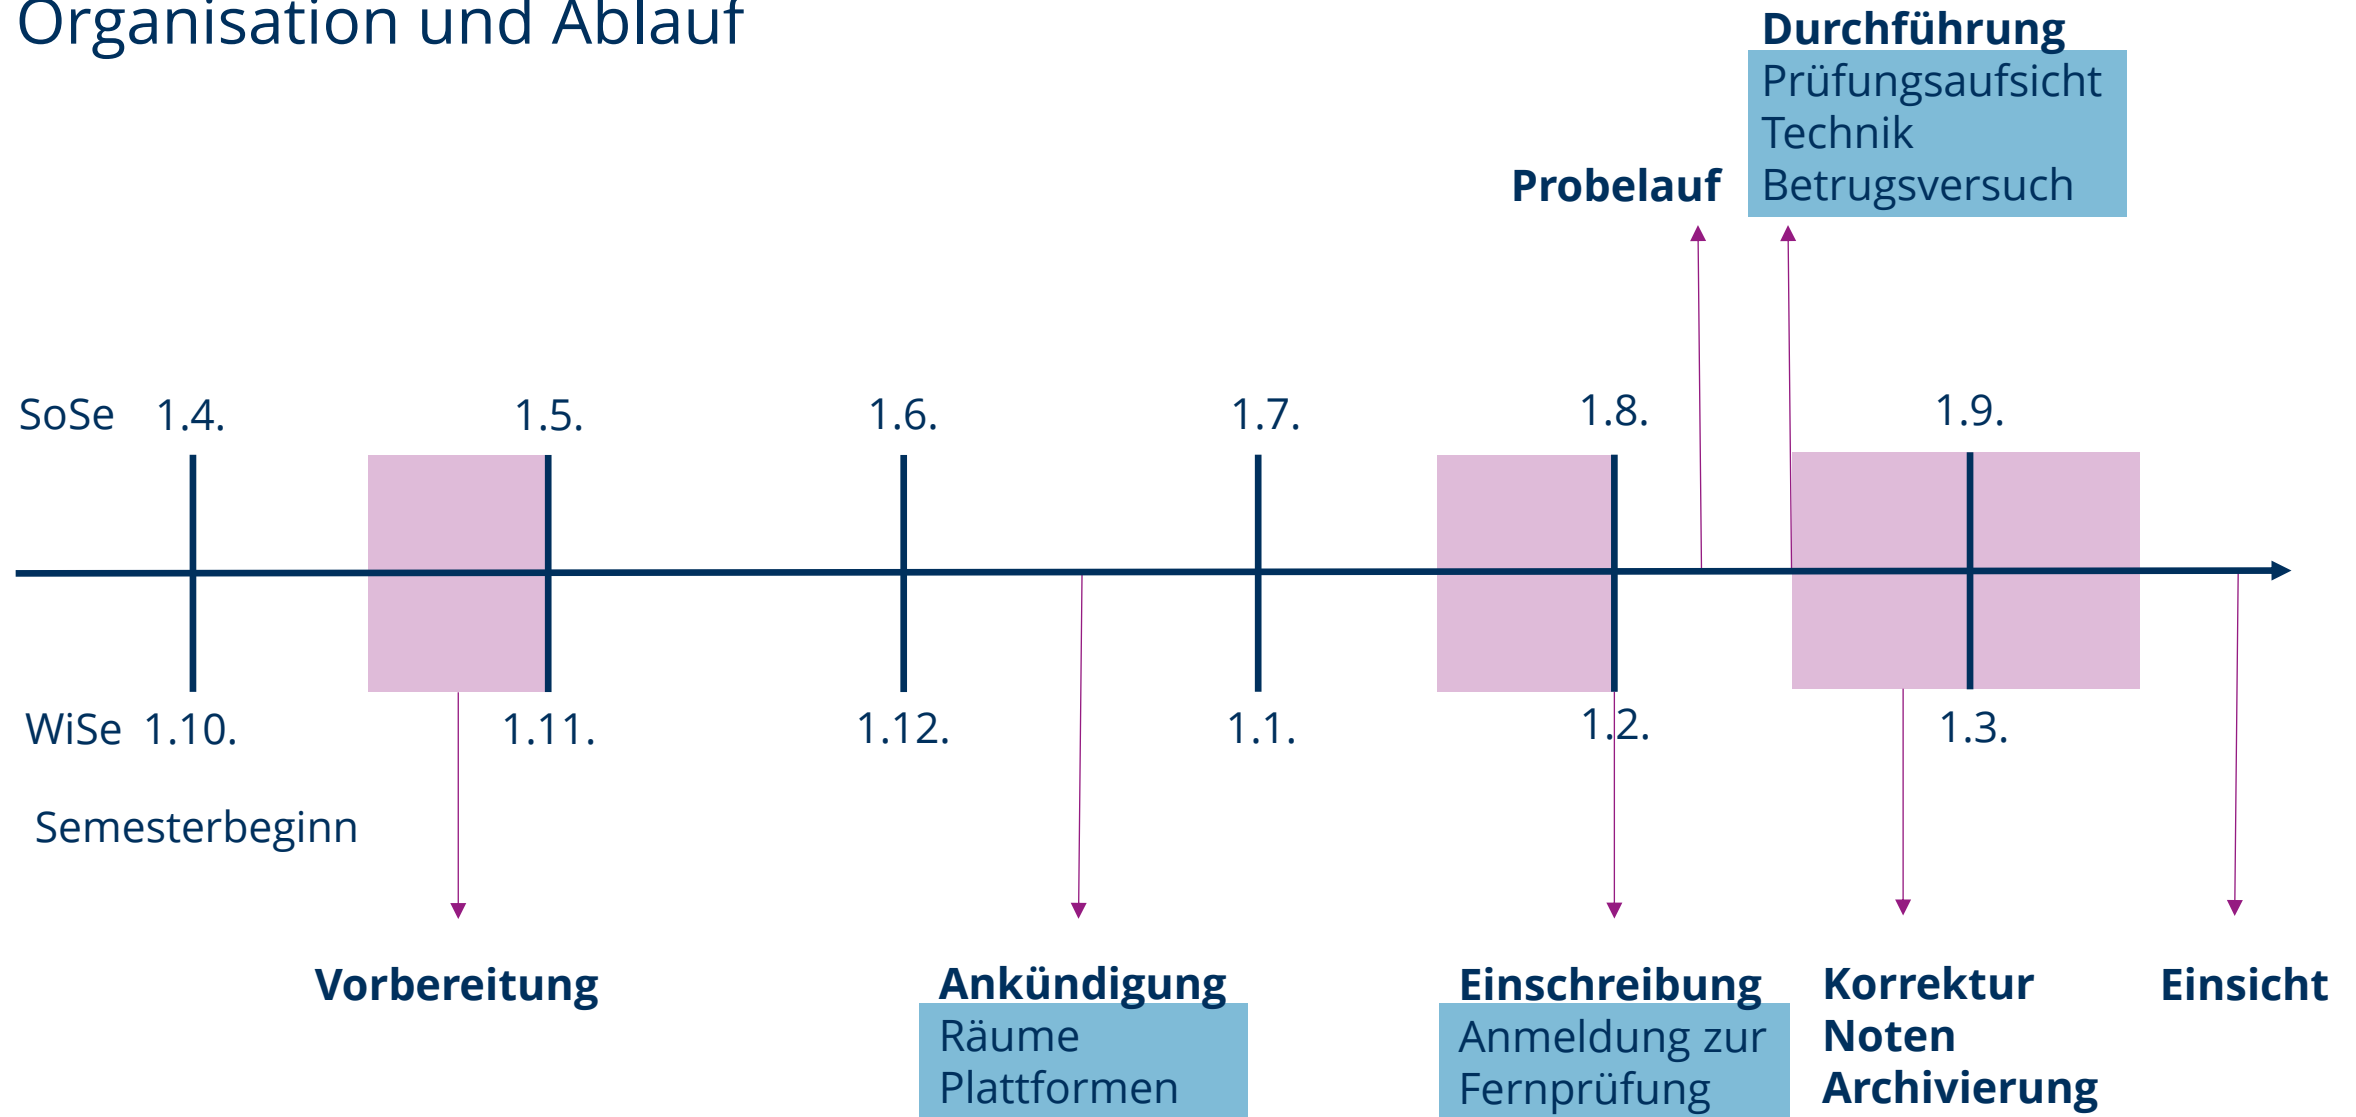 Organisation und Ablauf
Durchführung
Prüfungsaufsicht
Technik
Betrugsversuch
Probelauf
SoSe 1.4. 1.5. 1.6. 1.7. 1.8. 1.9.
WiSe 1.10. 1.11. 1.12. 1.1. 1.2. 1.3.
Semesterbeginn
Vorbereitung
Ankündigung
Räume
Plattformen
Einschreibung
Anmeldung zur
Fernprüfung
Korrektur
Noten
Archivierung
Einsicht